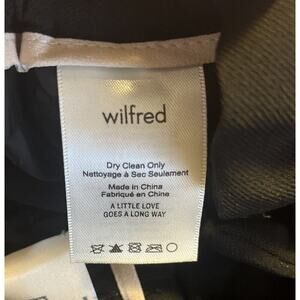 wilfred
Dry Clean Only
Nettoyage à Sec Seulement
Made in China
Fabriqué en Chine
A LITTLE LOVE
GOES A LONG WAY